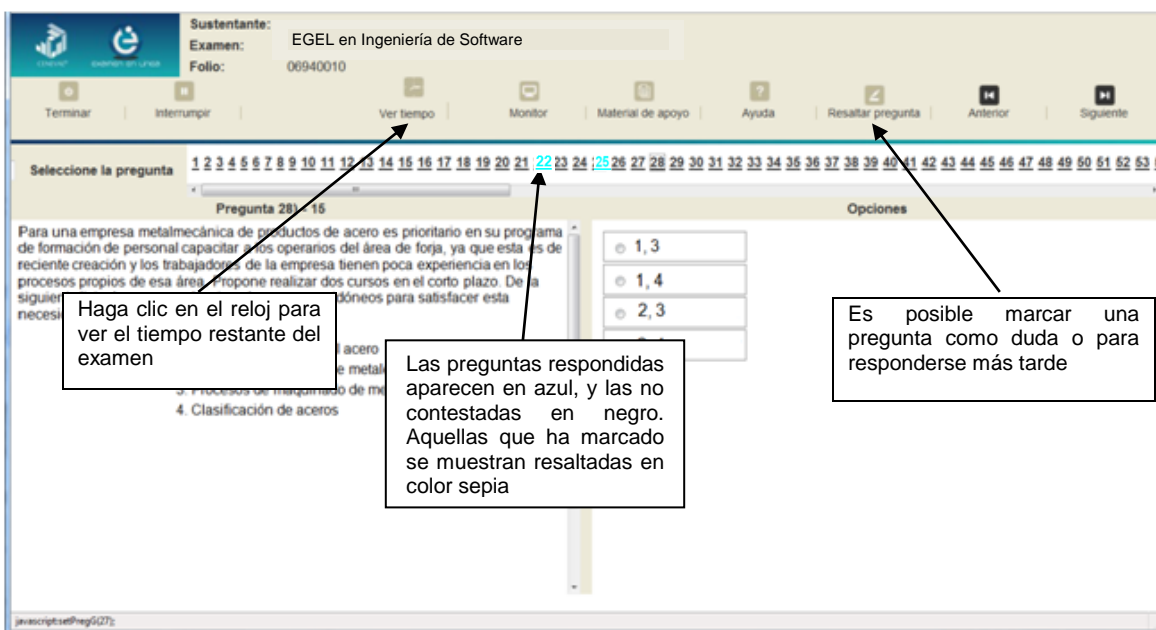 Sustentante:
Examen: EGEL en Ingeniería de Software
Folio: 06940010
CENEVAL examen en línea
Terminar Interrumpir Ver tiempo Monitor Material de apoyo Ayuda Resaltar pregunta Anterior Siguiente
Seleccione la pregunta 1 2 3 4 5 6 7 8 9 10 11 12 13 14 15 16 17 18 19 20 21 22 23 24 25 26 27 28 29 30 31 32 33 34 35 36 37 38 39 40 41 42 43 44 45 46 47 48 49 50 51 52 53
Pregunta 28) - 15
Opciones
Para una empresa metalmecánica de productos de acero es prioritario en su programa
de formación de personal capacitar a los operarios del área de forja, ya que esta es de
reciente creación y los trabajadores de la empresa tienen poca experiencia en los
procesos propios de esa área. Propone realizar dos cursos en el corto plazo. De la
para satisfacer esta
acero
3. Procesos de maquinado de
4. Clasificación de aceros
1, 3
1, 4
2, 3
Haga clic en el reloj para
ver el tiempo restante del
examen
Las preguntas respondidas
aparecen en azul, y las no
contestadas en negro.
Aquellas que ha marcado
se muestran resaltadas en
color sepia
Es posible marcar una
pregunta como duda o para
responderse más tarde
javascript:setPregG(27);